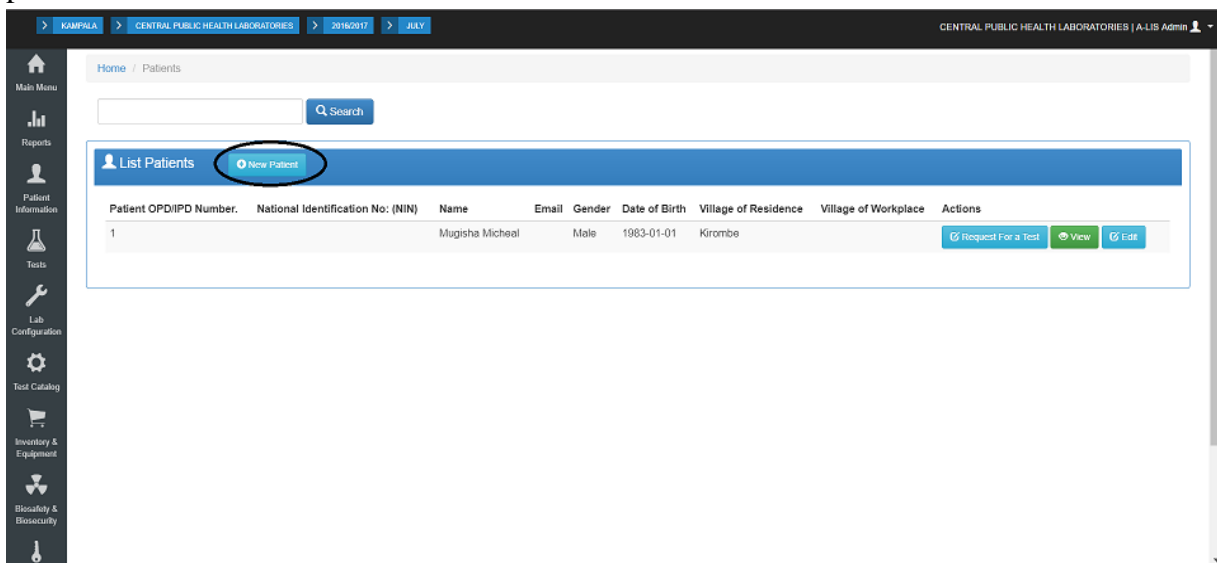 KAMPALA CENTRAL PUBLIC HEALTH LABORATORIES 2016/2017 JULY CENTRAL PUBLIC HEALTH LABORATORIES | A-LIS Admin
Main Menu
Reports
Patient
Information
Tests
Lab
Configuration
Test Catalog
Inventory &
Equipment
Biosafety &
Biosecurity
Home / Patients
Search
List Patients New Patient
Patient OPD/IPD Number. National Identification No: (NIN) Name Email Gender Date of Birth Village of Residence Village of Workplace Actions
1 Mugisha Micheal Male 1983-01-01 Kirombe Request For a Test View Edit